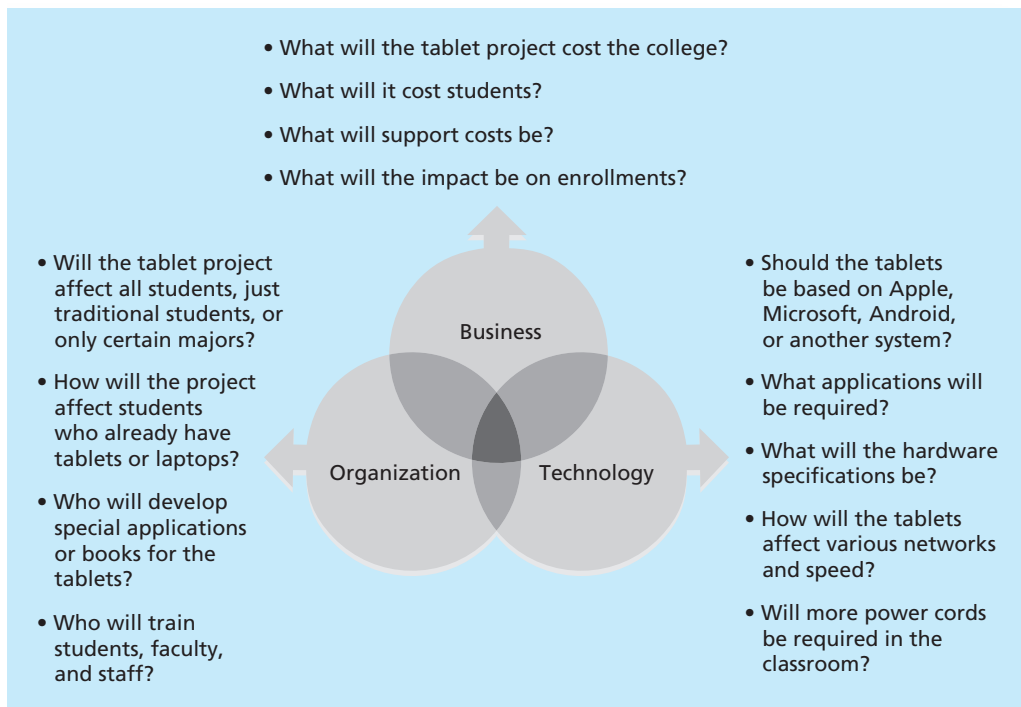 • What will the tablet project cost the college?
• What will it cost students?
• What will support costs be?
• What will the impact be on enrollments?
• Will the tablet project
affect all students, just
traditional students, or
only certain majors?
• How will the project
affect students
who already have
tablets or laptops?
• Who will develop
special applications
or books for the
tablets?
• Who will train
students, faculty,
and staff?
Business
Organization
Technology
• Should the tablets
be based on Apple,
Microsoft, Android,
or another system?
• What applications will
be required?
• What will the hardware
specifications be?
• How will the tablets
affect various networks
and speed?
• Will more power cords
be required in the
classroom?